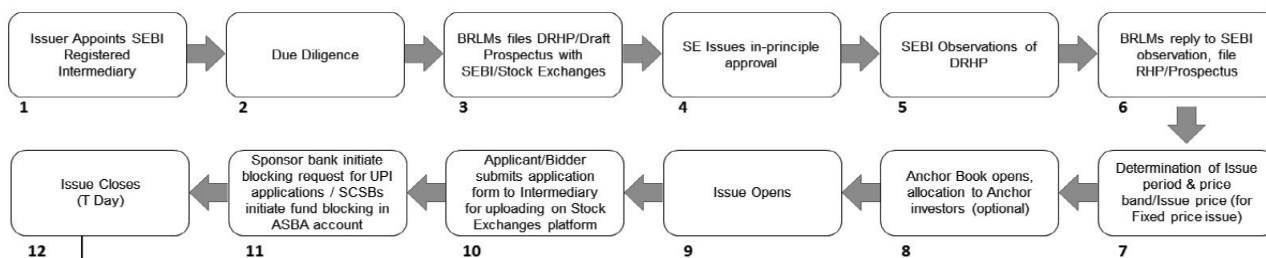 Issuer Appoints SEBI
Registered
Intermediary
1
Due Diligence
2
BRLMs files DRHP/Draft
Prospectus with
SEBI/Stock Exchanges
3
SE Issues in-principle
approval
4
SEBI Observations of
DRHP
5
BRLMs reply to SEBI
observation, file
RHP/Prospectus
6
Determination of Issue
period & price
band/Issue price (for
Fixed price issue)
7
Anchor Book opens,
allocation to Anchor
investors (optional)
8
Issue Opens
9
Applicant/Bidder
submits application
form to Intermediary
for uploading on Stock
Exchanges platform
10
Sponsor bank initiate
blocking request for UPI
applications / SCSBs
initiate fund blocking in
ASBA account
11
Issue Closes
(T Day)
12